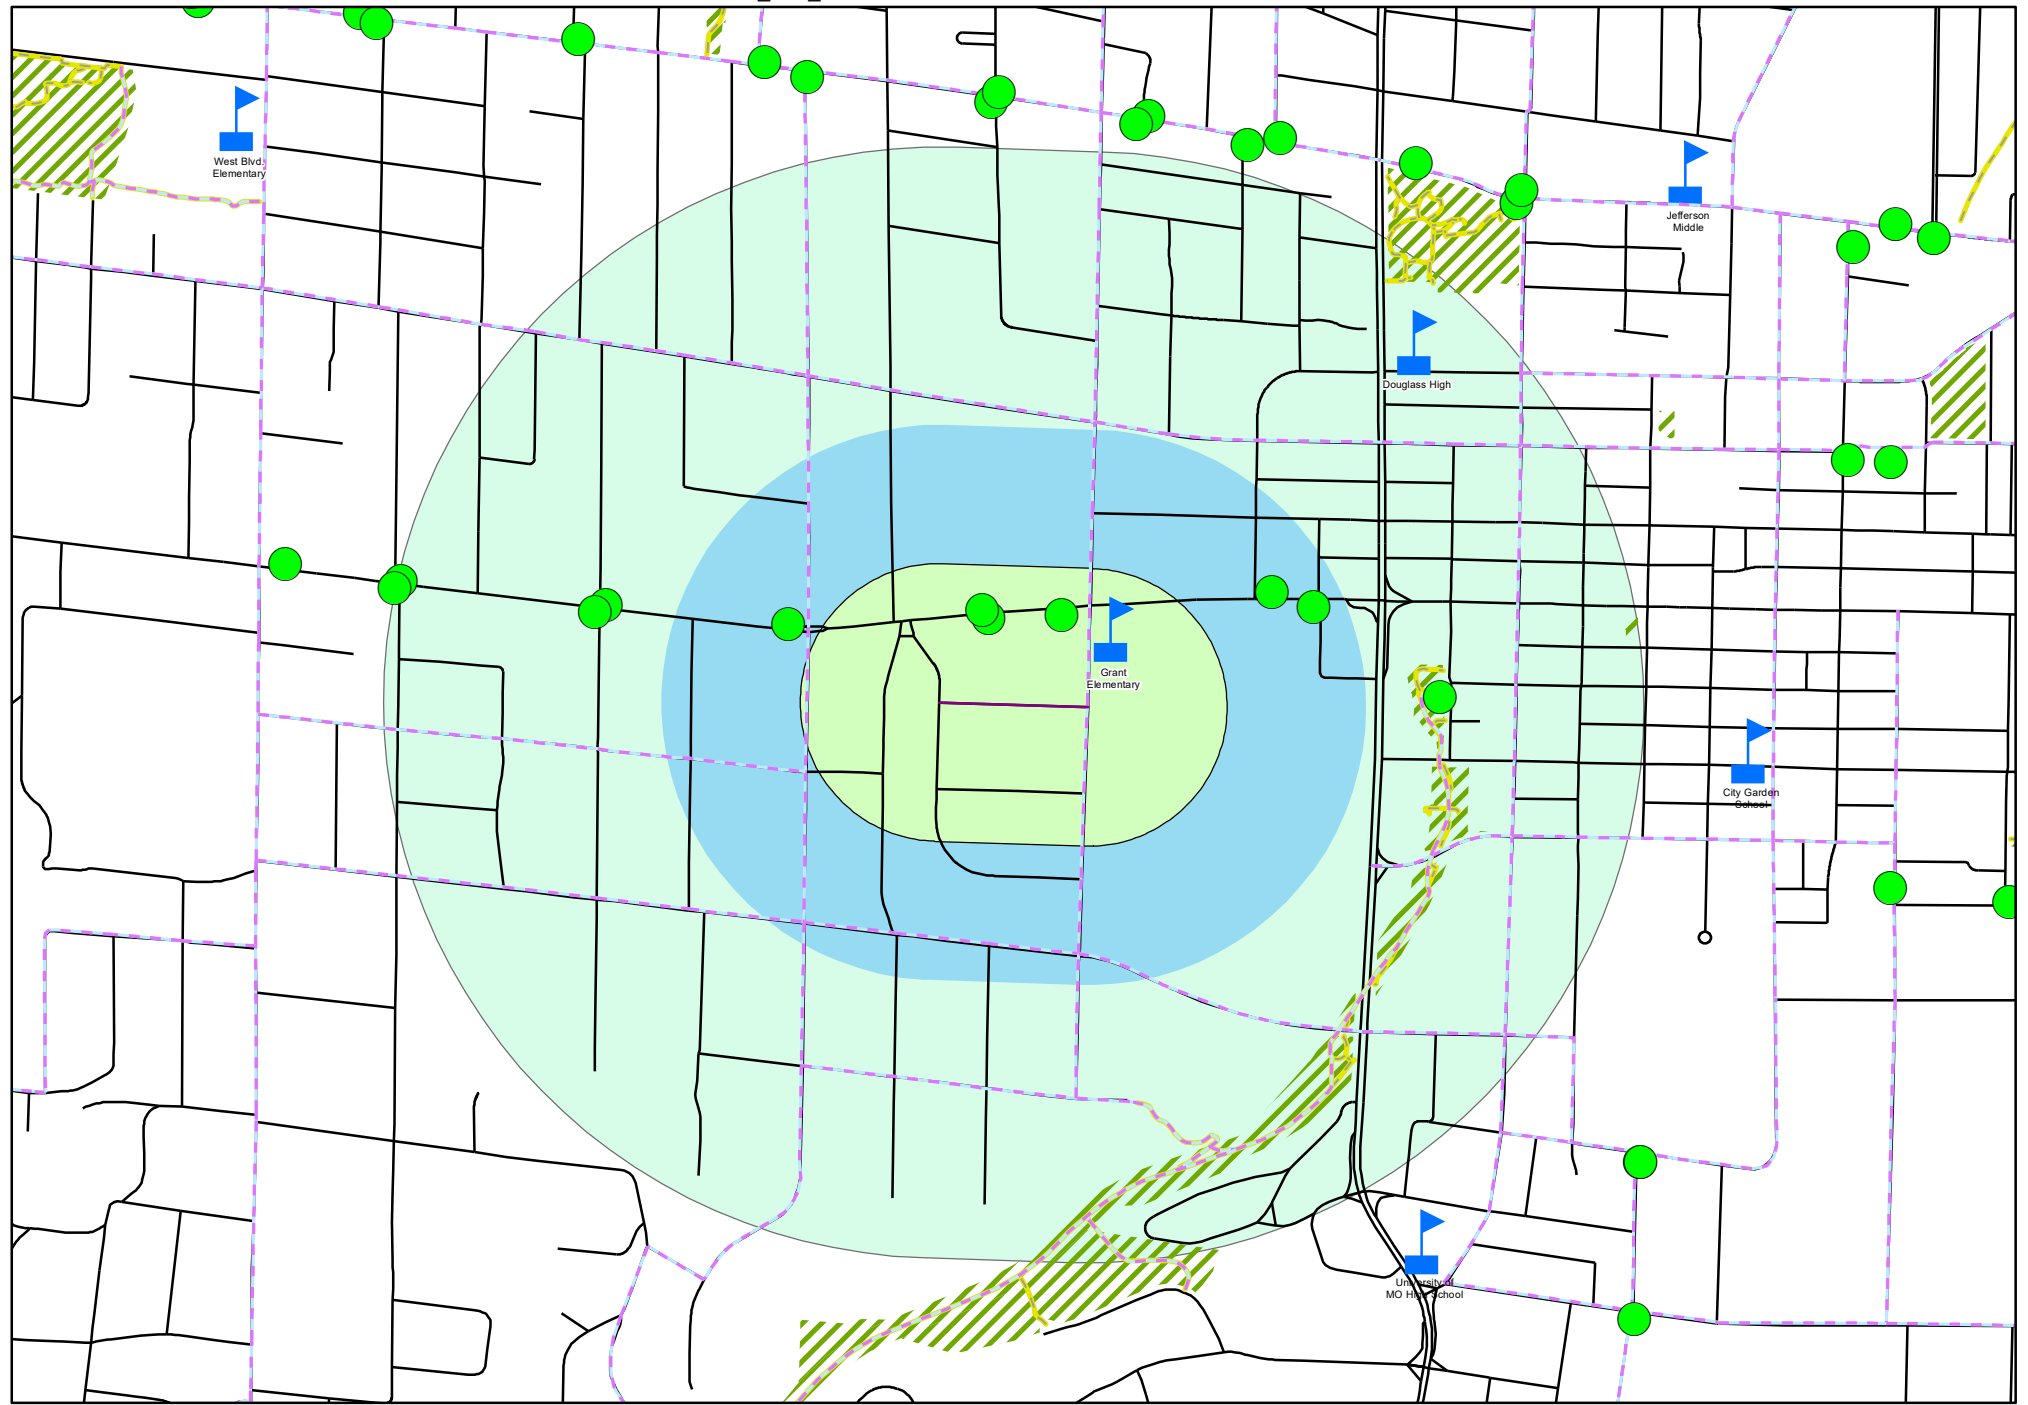 West Blvd.
Elementary
Jefferson
Middle
Douglass High
Grant
Elementary
City Garden
School
University of
MO High School